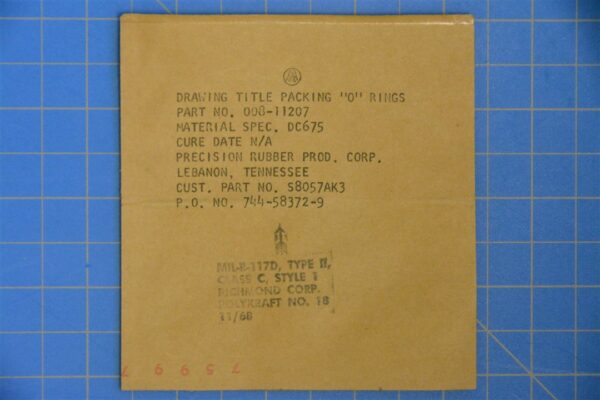 DRAWING TITLE PACKING "O" RINGS
PART NO. 008-11207
MATERIAL SPEC. DC675
CURE DATE N/A
PRECISION RUBBER PROD. CORP.
LEBANON, TENNESSEE
CUST. PART NO. S8057AK3
P.O. NO. 744-58372-9
MIL-B-117D, TYPE II,
CLASS C, STYLE 1
RICHMOND CORP.
POLYKRAFT NO. 18
11/68
75997